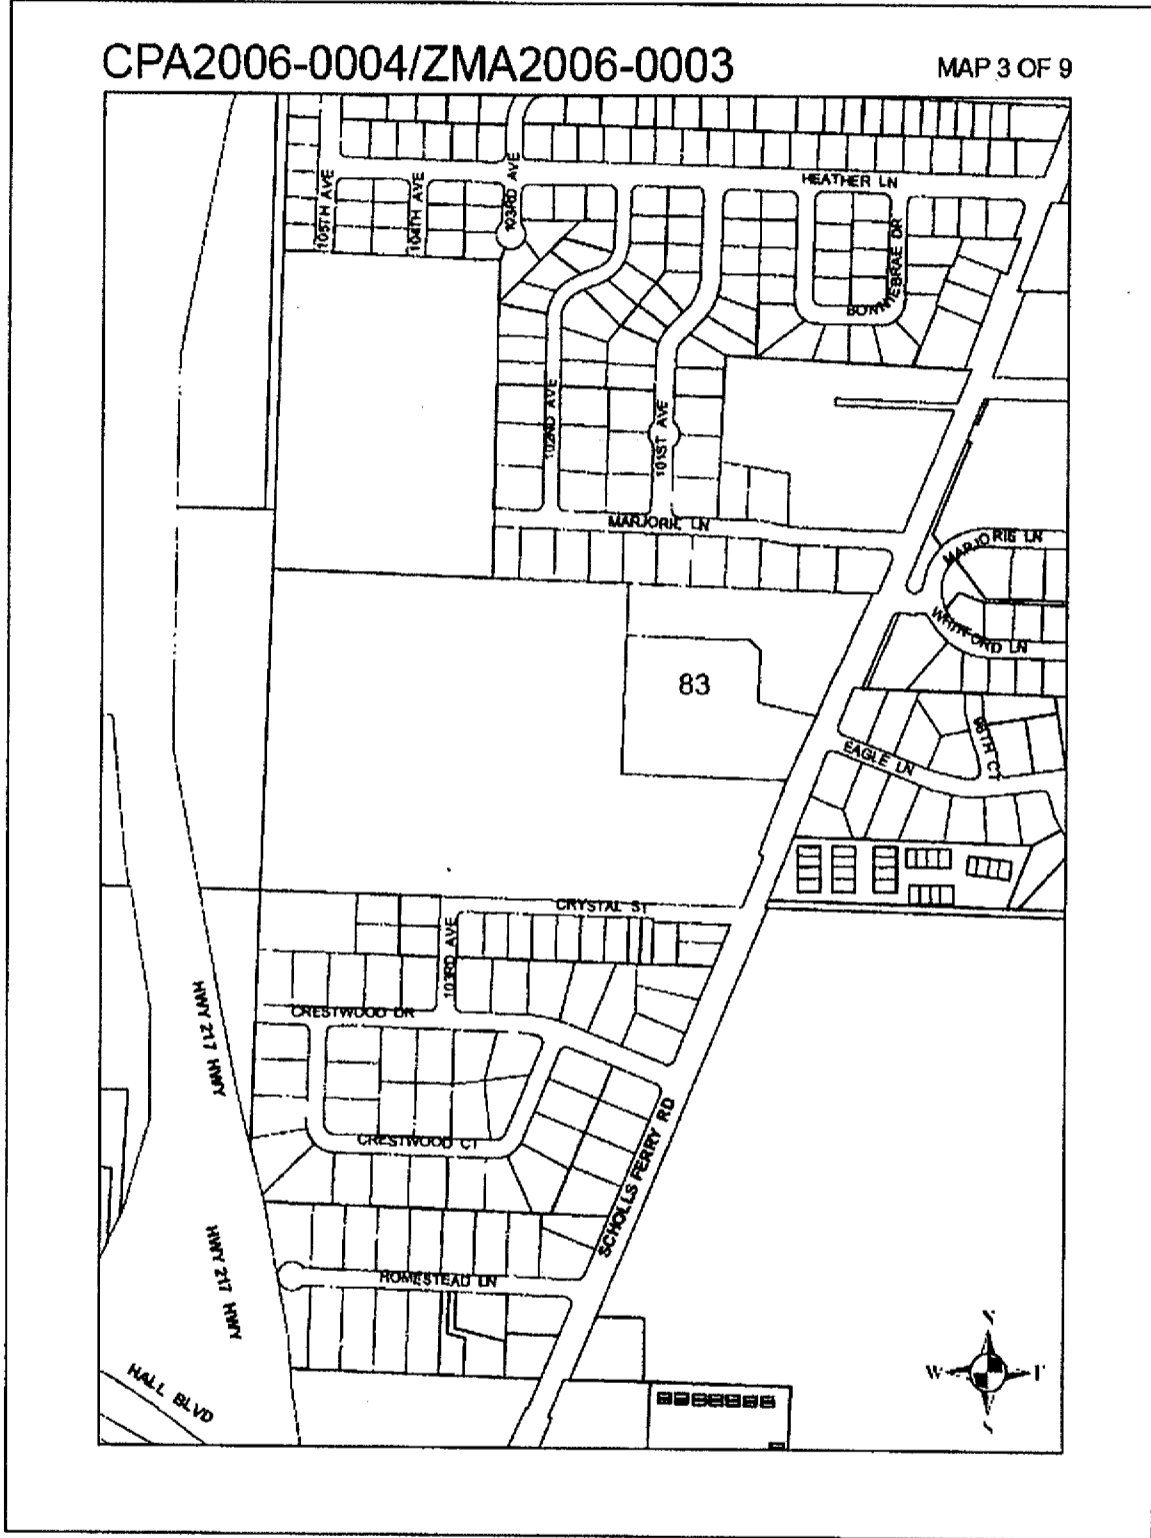 CPA2006-0004/ZMA2006-0003
MAP 3 OF 9
HEATHER LN
105TH AVE
104TH AVE
103RD AVE
BONNIEBRAE DR
102ND AVE
101ST AVE
MARJORIE LN
MARJORIE LN
WHITFORD LN
83
EAGLE LN
98TH CT
CRYSTAL ST
103RD AVE
CRESTWOOD DR
HWY 217 HWY
CRESTWOOD CT
SCHOLLS FERRY RD
HWY 217 HWY
HOMESTEAD LN
HALL BLVD
W